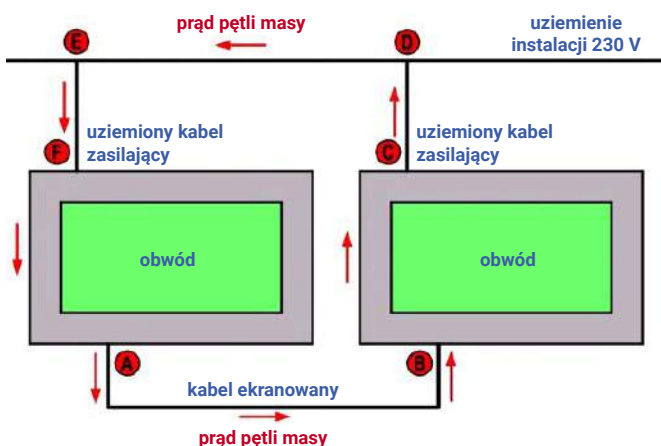 prąd pętli masy
uziemienie
instalacji 230 V
E
D
uziemiony kabel
zasilający
uziemiony kabel
zasilający
F
C
obwód
obwód
A
B
kabel ekranowany
prąd pętli masy